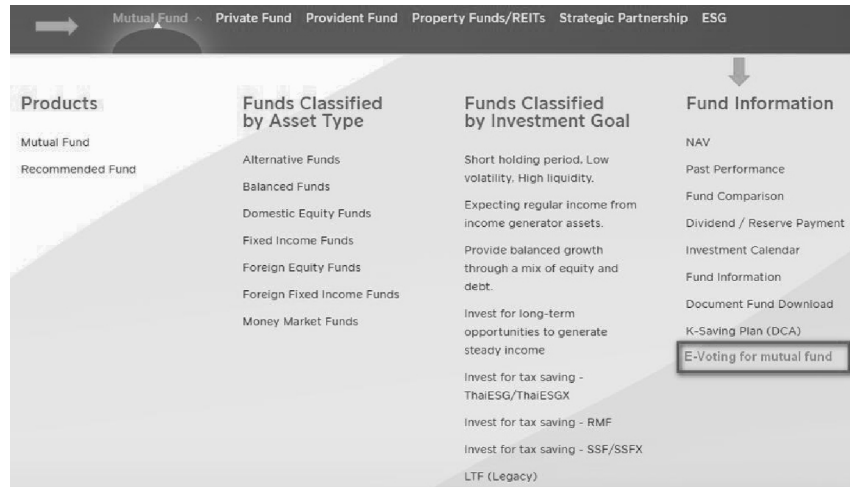 Mutual Fund Private Fund Provident Fund Property Funds/REITs Strategic Partnership ESG
Products
Mutual Fund
Recommended Fund
Funds Classified
by Asset Type
Alternative Funds
Balanced Funds
Domestic Equity Funds
Fixed Income Funds
Foreign Equity Funds
Foreign Fixed Income Funds
Money Market Funds
Funds Classified
by Investment Goal
Short holding period. Low
volatility. High liquidity.
Expecting regular income from
income generator assets.
Provide balanced growth
through a mix of equity and
debt.
Invest for long-term
opportunities to generate
steady income
Invest for tax saving -
ThaiESG/ThaiESGX
Invest for tax saving - RMF
Invest for tax saving - SSF/SSFX
LTF (Legacy)
Fund Information
NAV
Past Performance
Fund Comparison
Dividend / Reserve Payment
Investment Calendar
Fund Information
Document Fund Download
K-Saving Plan (DCA)
E-Voting for mutual fund